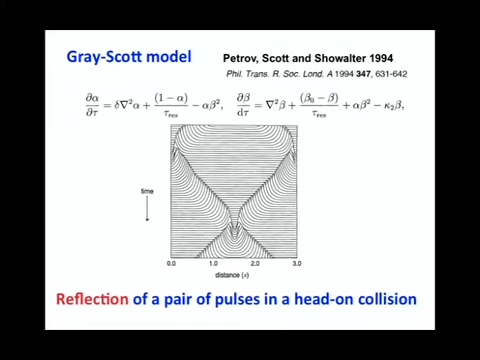 Gray-Scott model
Petrov, Scott and Showalter 1994
Phil. Trans. R. Soc. Lond. A 1994 347, 631-642
∂α/∂τ = δ∇²α + (1 − α)/τ_res − αβ², ∂β/dτ = ∇²β + (β₀ − β)/τ_res + αβ² − κ₂β,
time
0.0 1.0 2.0 3.0
distance (x)
Reflection of a pair of pulses in a head-on collision